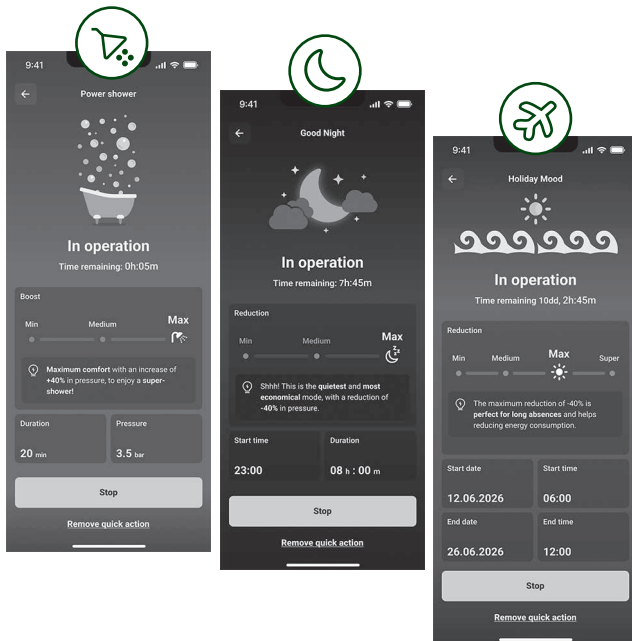 9:41
Power shower
In operation
Time remaining: 0h:05m
Boost
Min
Medium
Max
Maximum comfort with an increase of
+40% in pressure, to enjoy a super-
shower!
Duration
Pressure
20 min
3.5 bar
Stop
Remove quick action
9:41
Good Night
In operation
Time remaining: 7h:45m
Reduction
Min
Medium
Max
Shhh! This is the quietest and most
economical mode, with a reduction of
-40% in pressure.
Start time
Duration
23:00
08 h : 00 m
Stop
Remove quick action
9:41
Holiday Mood
In operation
Time remaining 10dd, 2h:45m
Reduction
Min
Medium
Max
Super
The maximum reduction of -40% is
perfect for long absences and helps
reducing energy consumption.
Start date
Start time
12.06.2026
06:00
End date
End time
26.06.2026
12:00
Stop
Remove quick action